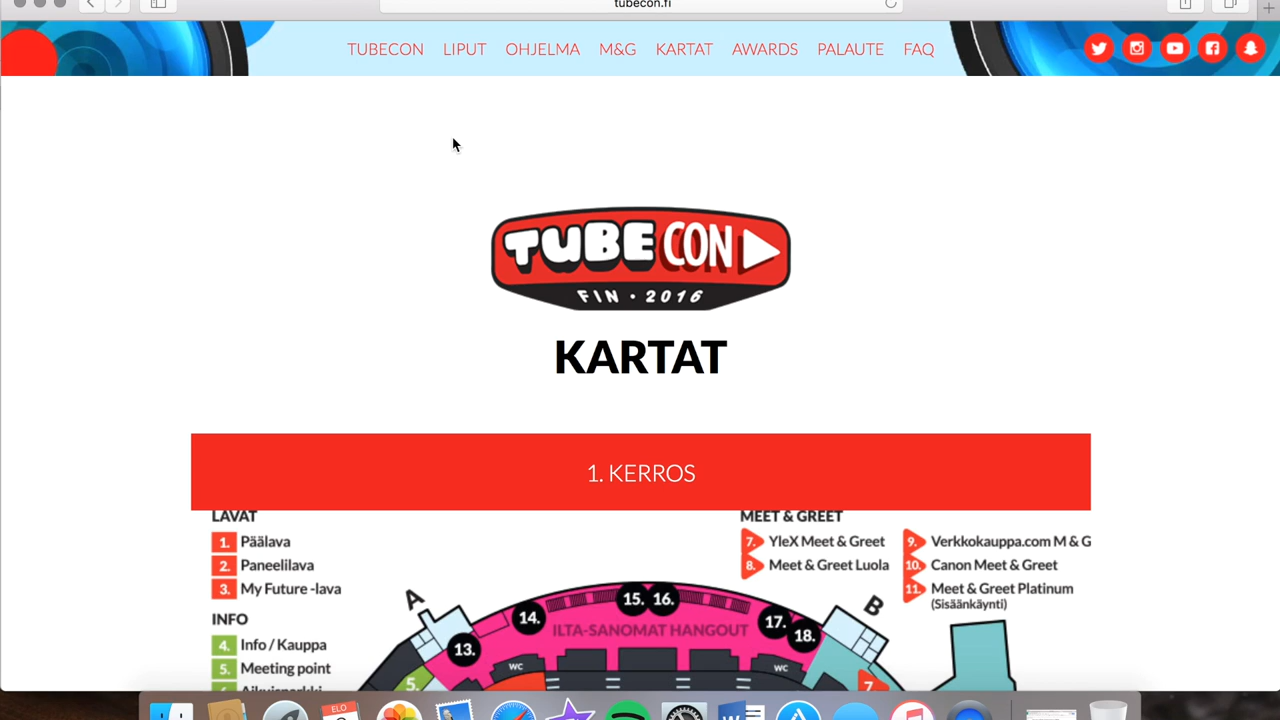 tubecon.fi
TUBECON LIPUT OHJELMA M&G KARTAT AWARDS PALAUTE FAQ
TUBECON
FIN · 2016
KARTAT
1. KERROS
LAVAT
1. Päälava
2. Paneelilava
3. My Future -lava
INFO
4. Info / Kauppa
5. Meeting point
MEET & GREET
7. YleX Meet & Greet
8. Meet & Greet Luola
9. Verkkokauppa.com M & G
10. Canon Meet & Greet
11. Meet & Greet Platinum
(Sisäänkäynti)
A
B
13.
14.
15. 16.
17.
18.
ILTA-SANOMAT HANGOUT
WC
WC
5.
7.
ELO
W